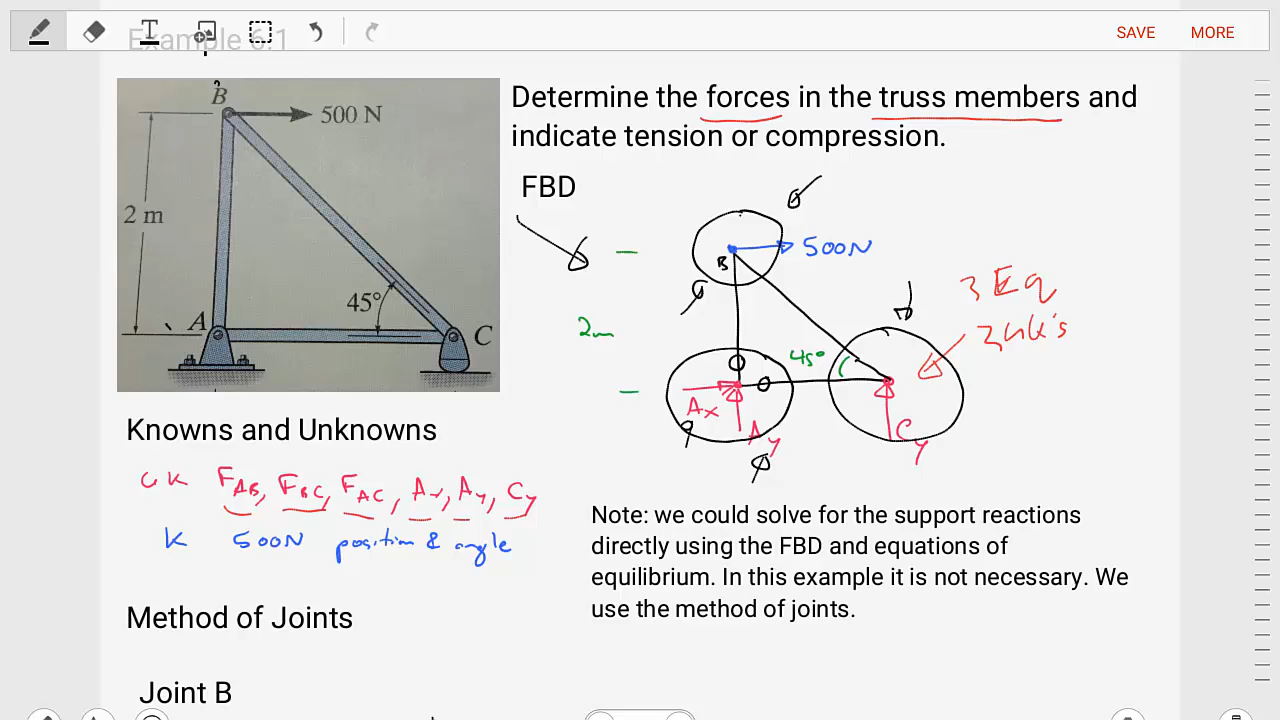 Example 6.1
SAVE MORE
B
500 N
2 m
45°
A
C
Determine the forces in the truss members and
indicate tension or compression.
FBD
B
500N
2m
45°
Ax
Ay
Cy
3 Eq
3 uk's
Knowns and Unknowns
UK FAB, FBC, FAC, Ax, Ay, Cy
K 500N position & angle
Note: we could solve for the support reactions
directly using the FBD and equations of
equilibrium. In this example it is not necessary. We
use the method of joints.
Method of Joints
Joint B